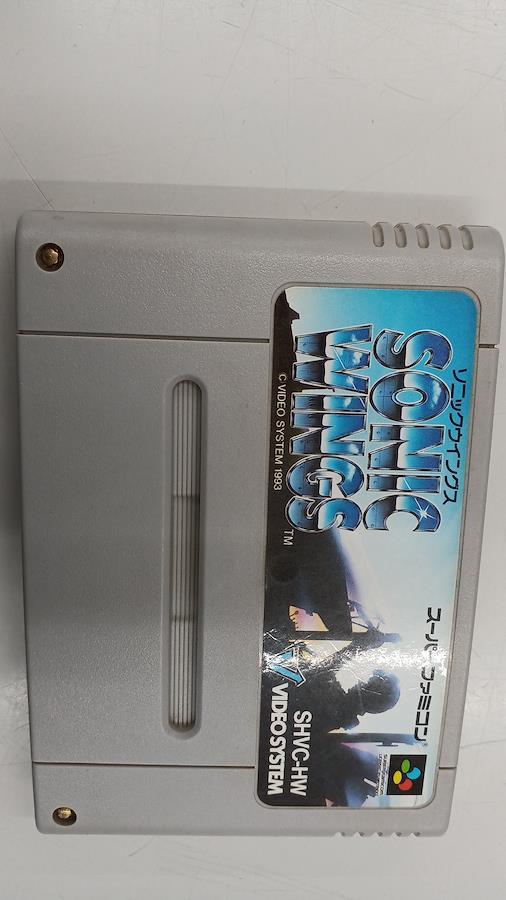 ソニックウイングス
SONIC
WINGS
TM
© VIDEO SYSTEM 1993
スーパーファミコン®
VIDEO SYSTEM
SHVC-HW